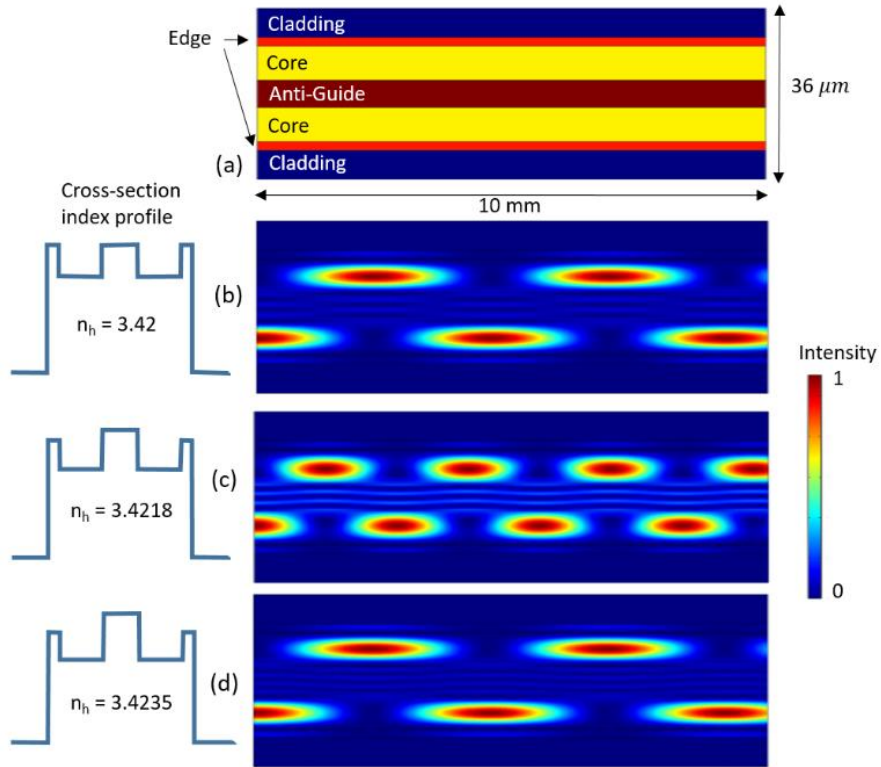 Cladding
Edge
Core
Anti-Guide
36 μm
Core
(a)
Cladding
Cross-section
index profile
10 mm
(b)
n_h = 3.42
Intensity
1
(c)
n_h = 3.4218
0
(d)
n_h = 3.4235